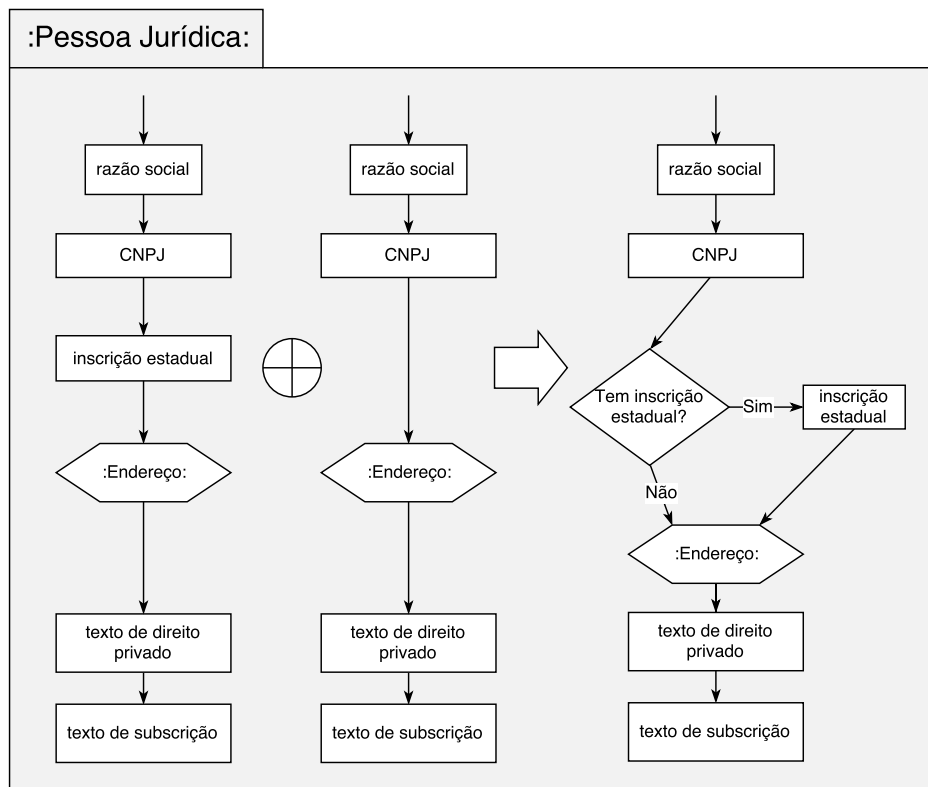 :Pessoa Jurídica:
razão social
CNPJ
inscrição estadual
:Endereço:
texto de direito
privado
texto de subscrição
razão social
CNPJ
:Endereço:
texto de direito
privado
texto de subscrição
razão social
CNPJ
Tem inscrição
estadual?
Sim
inscrição
estadual
Não
:Endereço:
texto de direito
privado
texto de subscrição